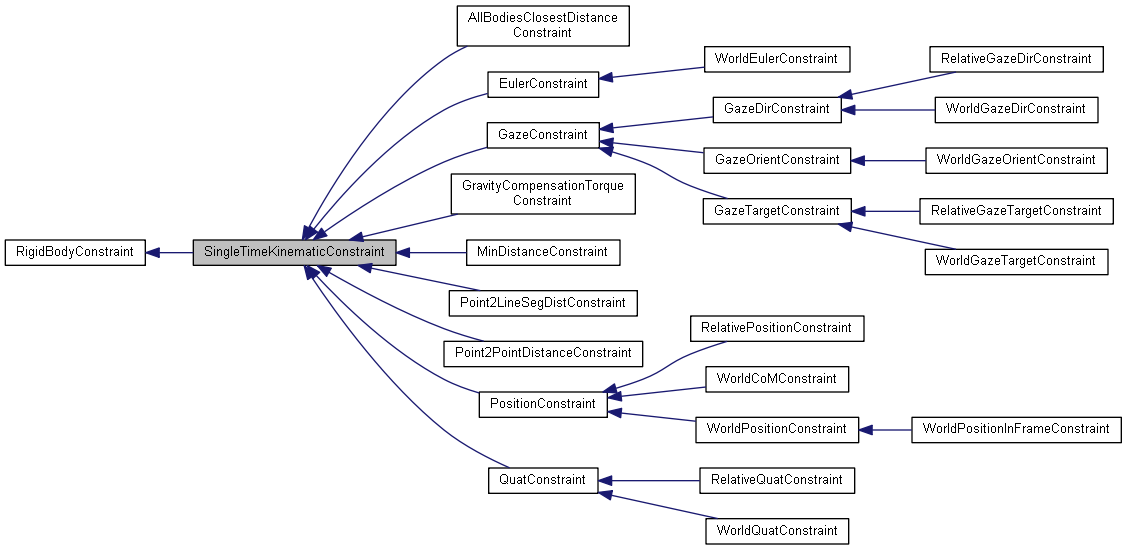 AllBodiesClosestDistance
Constraint
EulerConstraint
WorldEulerConstraint
RelativeGazeDirConstraint
GazeConstraint
GazeDirConstraint
WorldGazeDirConstraint
GazeOrientConstraint
WorldGazeOrientConstraint
GravityCompensationTorque
Constraint
GazeTargetConstraint
RelativeGazeTargetConstraint
RigidBodyConstraint
SingleTimeKinematicConstraint
MinDistanceConstraint
WorldGazeTargetConstraint
Point2LineSegDistConstraint
RelativePositionConstraint
Point2PointDistanceConstraint
WorldCoMConstraint
PositionConstraint
WorldPositionConstraint
WorldPositionInFrameConstraint
QuatConstraint
RelativeQuatConstraint
WorldQuatConstraint